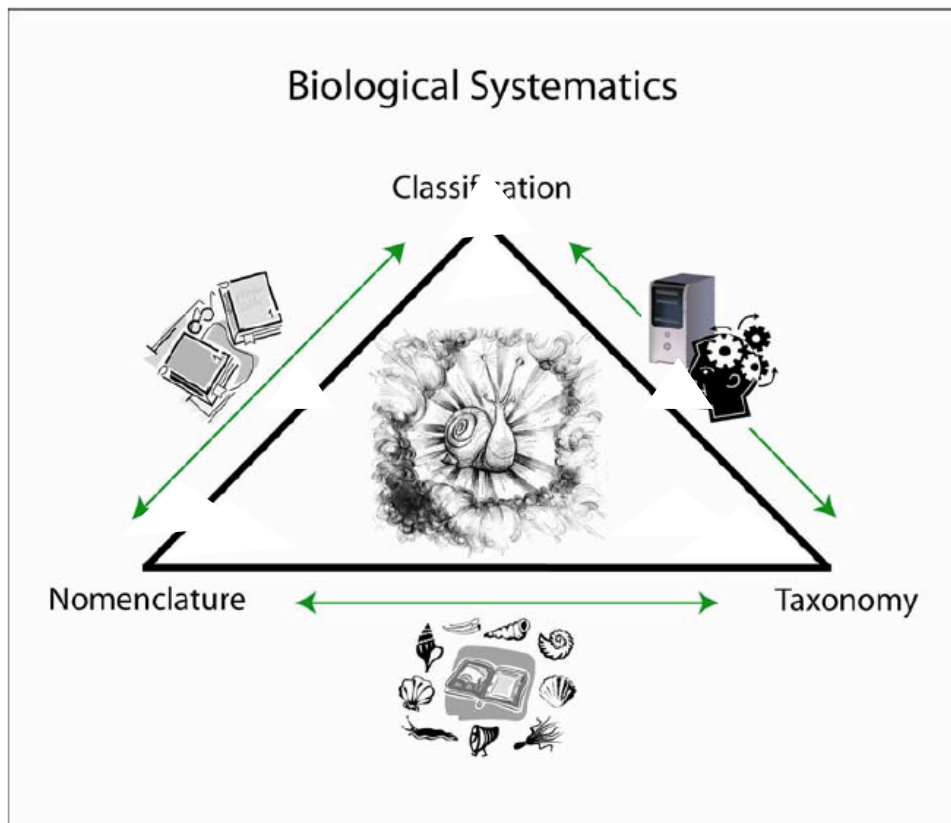 Biological Systematics
Classification
Nomenclature
Taxonomy